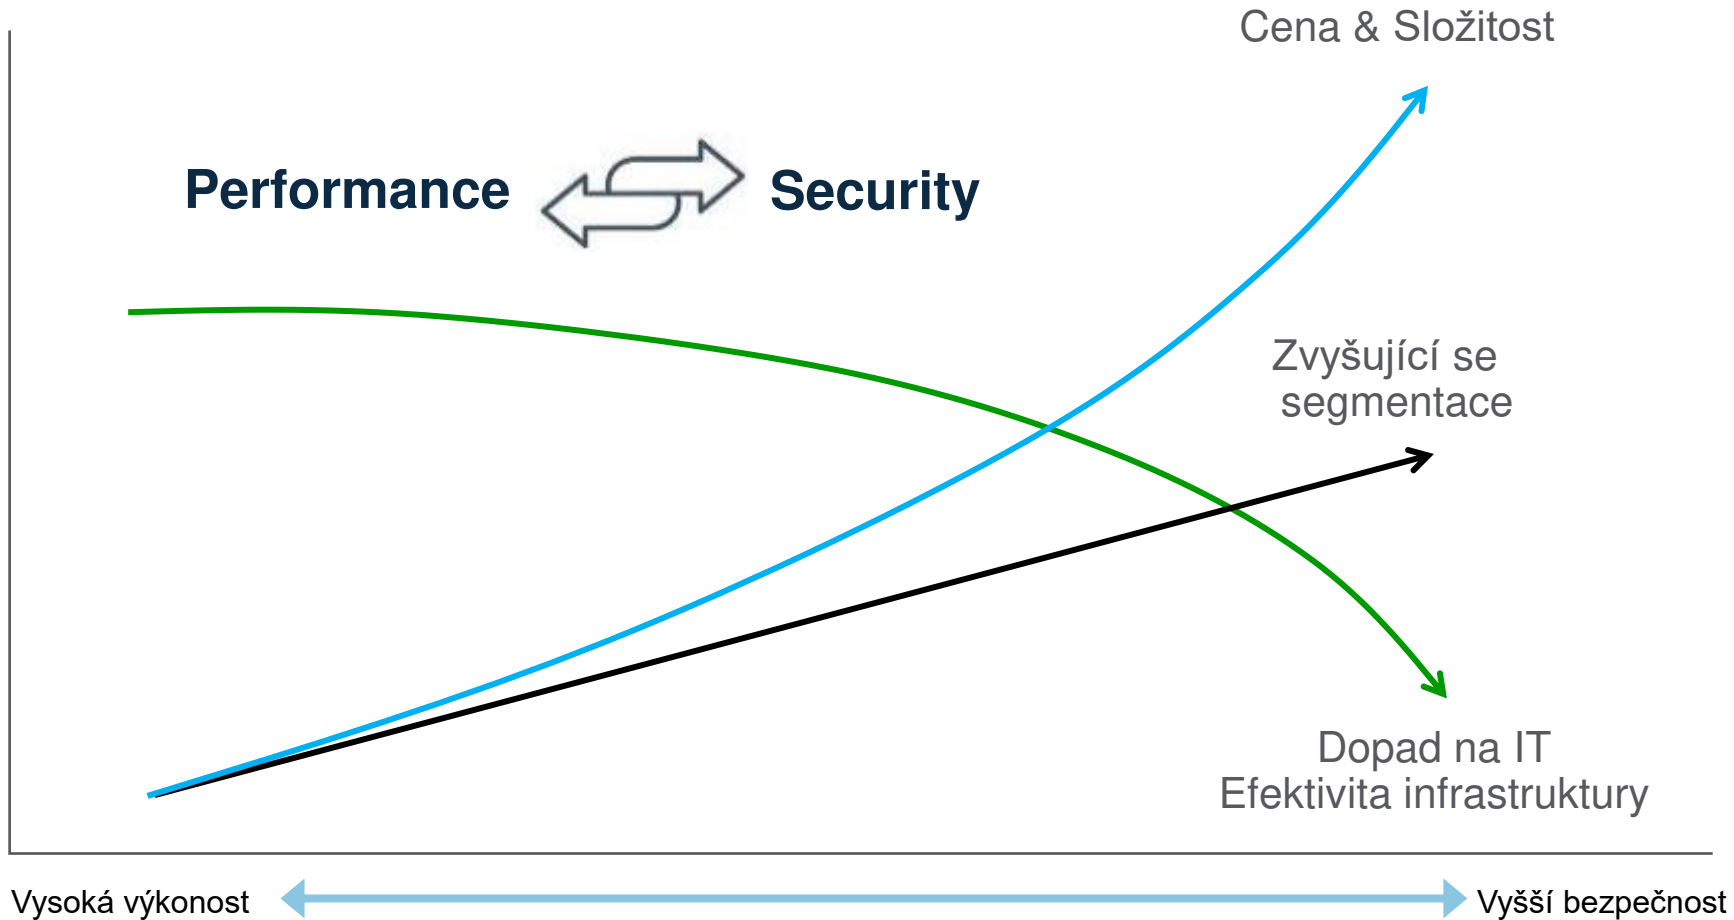 Cena & Složitost
Performance
Security
Zvyšující se
segmentace
Dopad na IT
Efektivita infrastruktury
Vysoká výkonost
Vyšší bezpečnost